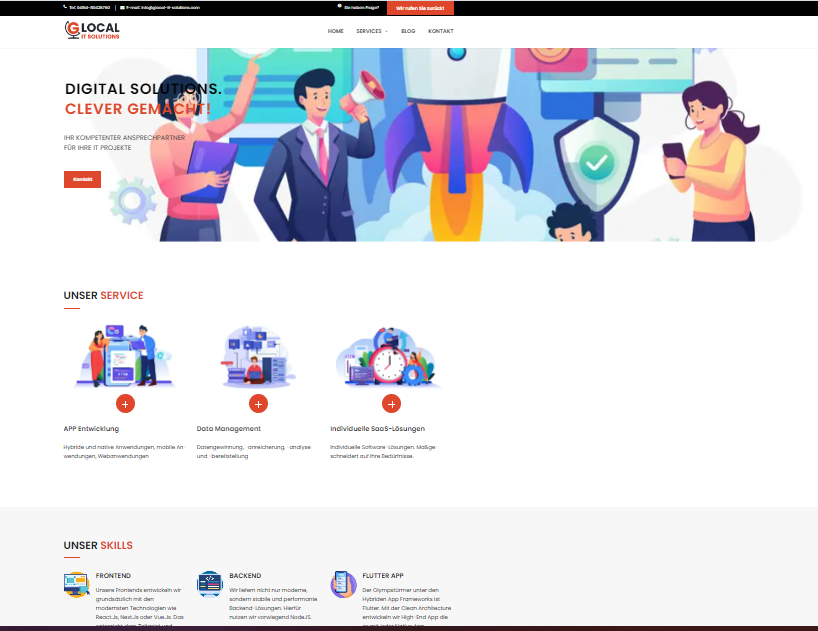 Tel: 04154-80425750 | E-mail: info@glocal-it-solutions.com
Sie haben Frage?
Wir rufen Sie zurück!
GLOCAL
IT SOLUTIONS
HOME SERVICES BLOG KONTAKT
DIGITAL SOLUTIONS.
CLEVER GEMACHT!
IHR KOMPETENTER ANSPRECHPARTNER
FÜR IHRE IT PROJEKTE
Kontakt
UNSER SERVICE
APP Entwicklung
Hybride und native Anwendungen, mobile An-
wendungen, Webanwendungen
Data Management
Datengewinnung, -anreicherung, -analyse
und -bereitstellung
Individuelle SaaS-Lösungen
Individuelle Software-Lösungen. Maßge-
schneidert auf Ihre Bedürfnisse.
UNSER SKILLS
FRONTEND
Unsere Frontends entwickeln wir
grundsätzlich mit den
modernsten Technologien wie
React.Js, Next.Js oder Vue.Js. Das
BACKEND
Wir liefern nicht nur moderne,
sondern stabile und performante
Backend-Lösungen. Hierfür
nutzen wir vorwiegend NodeJS.
FLUTTER APP
Der Olympstürmer unter den
Hybriden App Frameworks ist
Flutter. Mit der Clean Architecture
entwickeln wir High-End App die